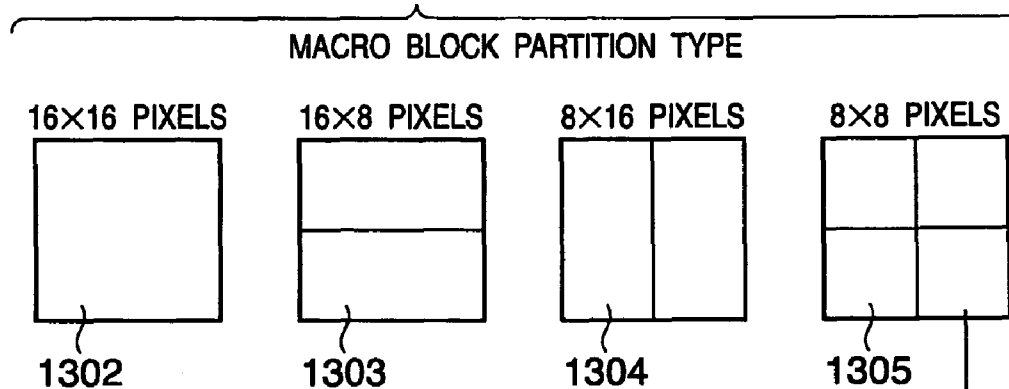 MACRO BLOCK PARTITION TYPE
16×16 PIXELS 16×8 PIXELS 8×16 PIXELS 8×8 PIXELS
1302 1303 1304 1305